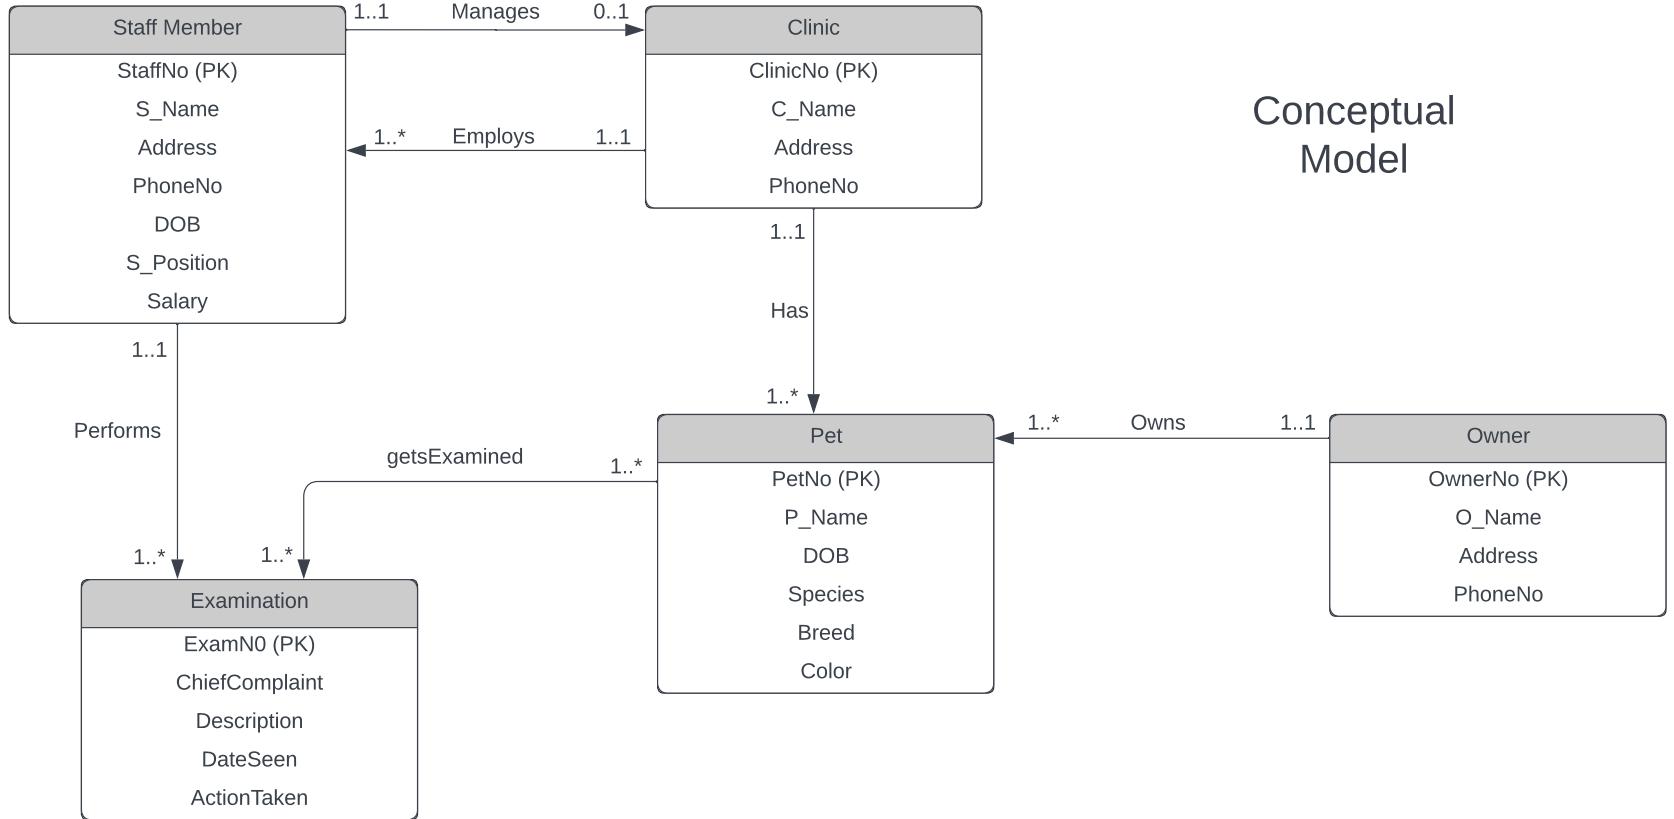 Staff Member
StaffNo (PK)
S_Name
Address
PhoneNo
DOB
S_Position
Salary
1..1 Manages 0..1
1..* Employs 1..1
Clinic
ClinicNo (PK)
C_Name
Address
PhoneNo
Conceptual
Model
1..1
Has
1..*
1..1
Performs
1..*
getsExamined
1..*
1..*
Pet
PetNo (PK)
P_Name
DOB
Species
Breed
Color
1..* Owns 1..1
Owner
OwnerNo (PK)
O_Name
Address
PhoneNo
Examination
ExamN0 (PK)
ChiefComplaint
Description
DateSeen
ActionTaken